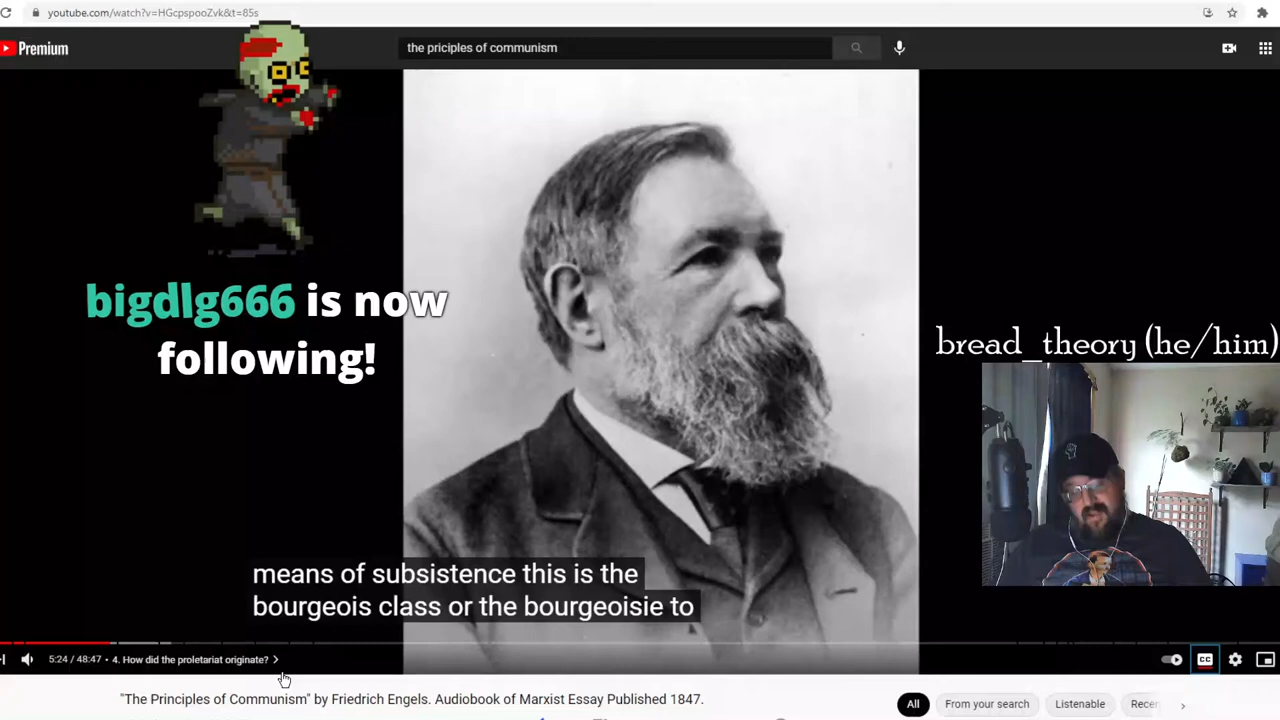 youtube.com/watch?v=HGcpspooZvk&t=85s
Premium
the priciples of communism
bigdlg666 is now
following!
bread_theory (he/him)
means of subsistence this is the
bourgeois class or the bourgeoisie to
5:24 / 48:47 • 4. How did the proletariat originate? >
CC
"The Principles of Communism" by Friedrich Engels. Audiobook of Marxist Essay Published 1847.
All
From your search
Listenable
Recen